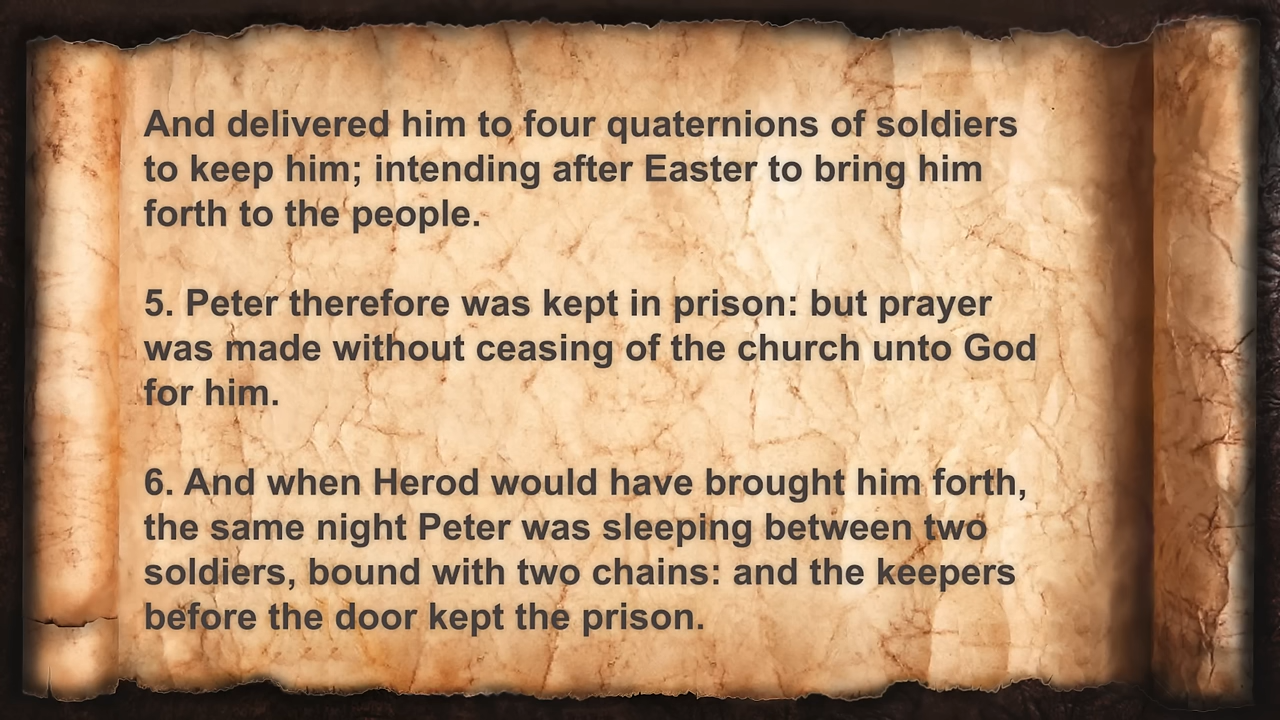 And delivered him to four quaternions of soldiers
to keep him; intending after Easter to bring him
forth to the people.
5. Peter therefore was kept in prison: but prayer
was made without ceasing of the church unto God
for him.
6. And when Herod would have brought him forth,
the same night Peter was sleeping between two
soldiers, bound with two chains: and the keepers
before the door kept the prison.